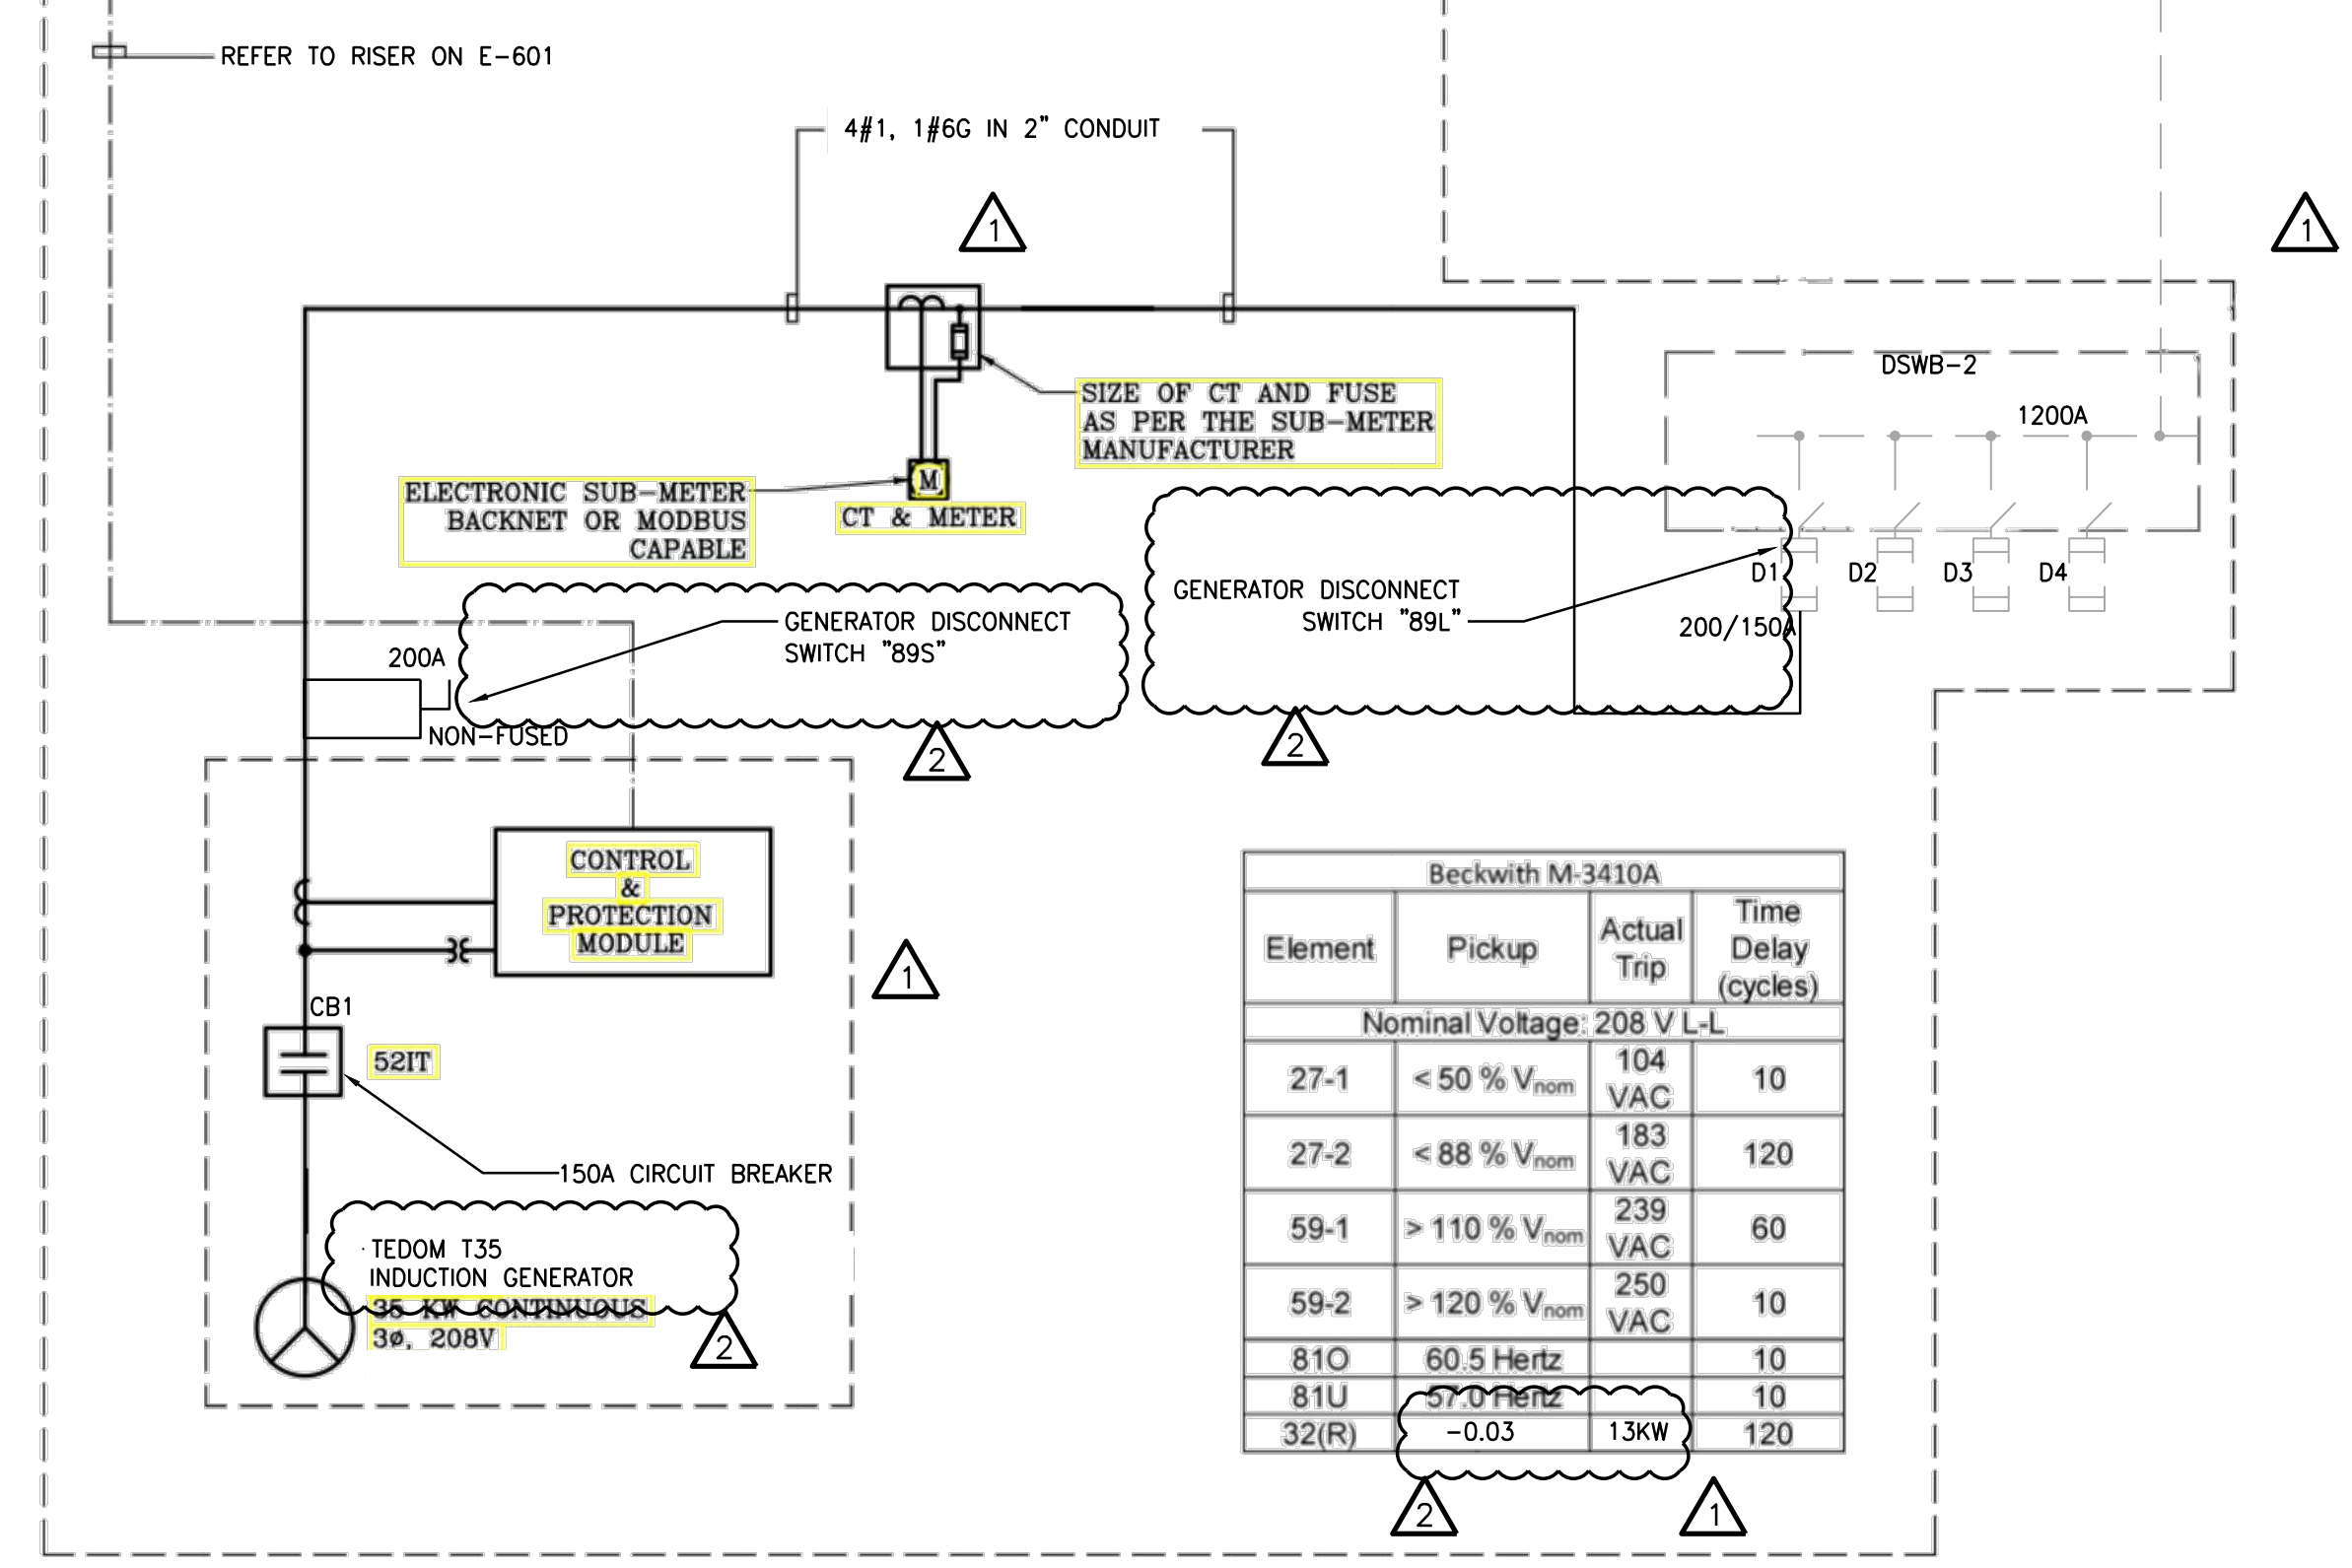 REFER TO RISER ON E-601
4#1, 1#6G IN 2" CONDUIT
1
1
DSWB-2
1200A
SIZE OF CT AND FUSE
AS PER THE SUB-METER
MANUFACTURER
M
CT & METER
ELECTRONIC SUB-METER
BACKNET OR MODBUS
CAPABLE
GENERATOR DISCONNECT
SWITCH "89L"
D1
D2
D3
D4
200/150A
GENERATOR DISCONNECT
SWITCH "89S"
200A
NON-FUSED
2
2
CONTROL
&
PROTECTION
MODULE
1
CB1
52IT
150A CIRCUIT BREAKER
TEDOM T35
INDUCTION GENERATOR
35 KW CONTINUOUS
3ø, 208V
2
Beckwith M-3410A
Element Pickup Actual Trip Time Delay (cycles)
Nominal Voltage: 208 V L-L
27-1 < 50 % Vnom 104 VAC 10
27-2 < 88 % Vnom 183 VAC 120
59-1 > 110 % Vnom 239 VAC 60
59-2 > 120 % Vnom 250 VAC 10
81O 60.5 Hertz 10
81U 57.0 Hertz 10
32(R) -0.03 13KW 120
2
1